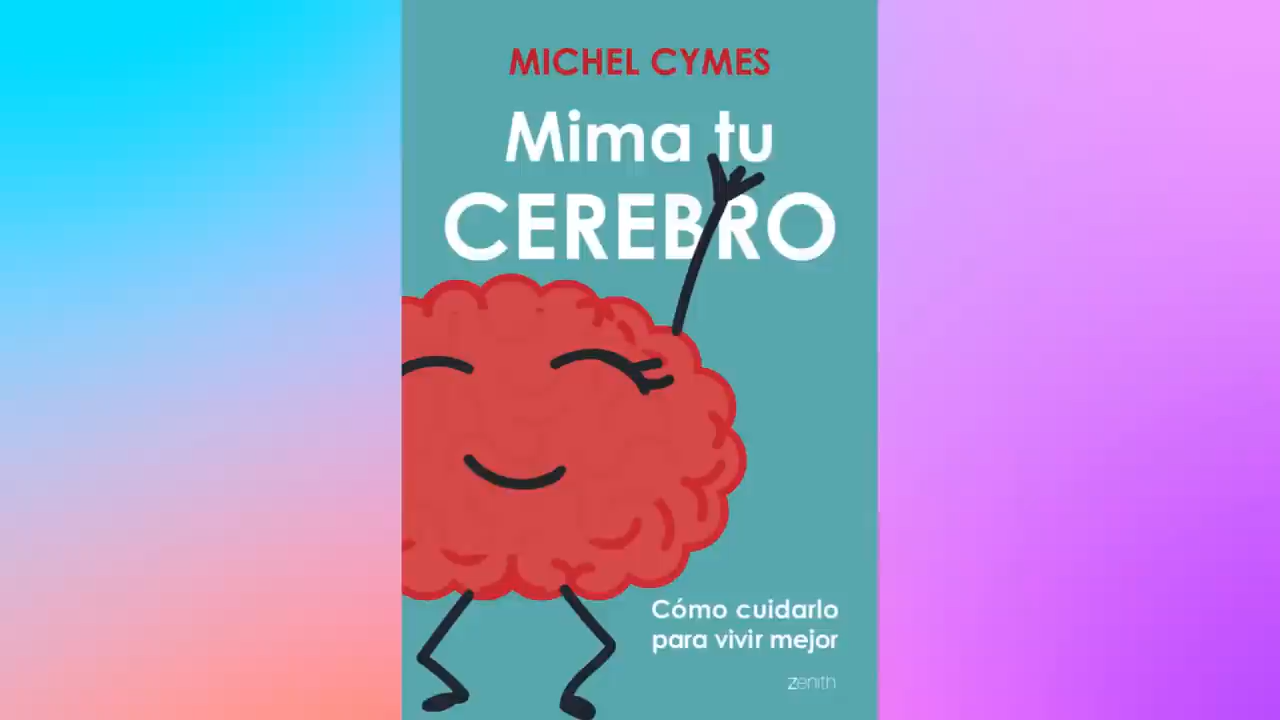 MICHEL CYMES
Mima tu
CEREBRO
Cómo cuidarlo
para vivir mejor
zenith